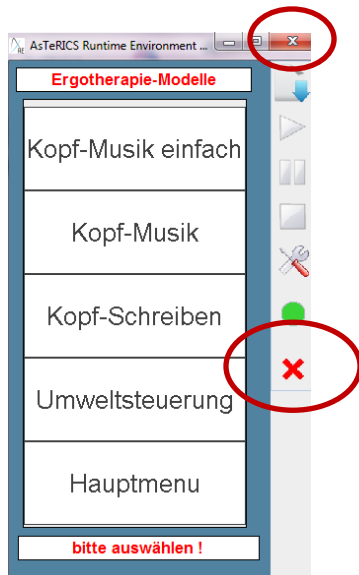 AsTeRICS Runtime Environment ...
Ergotherapie-Modelle
Kopf-Musik einfach
Kopf-Musik
Kopf-Schreiben
Umweltsteuerung
Hauptmenu
bitte auswählen !